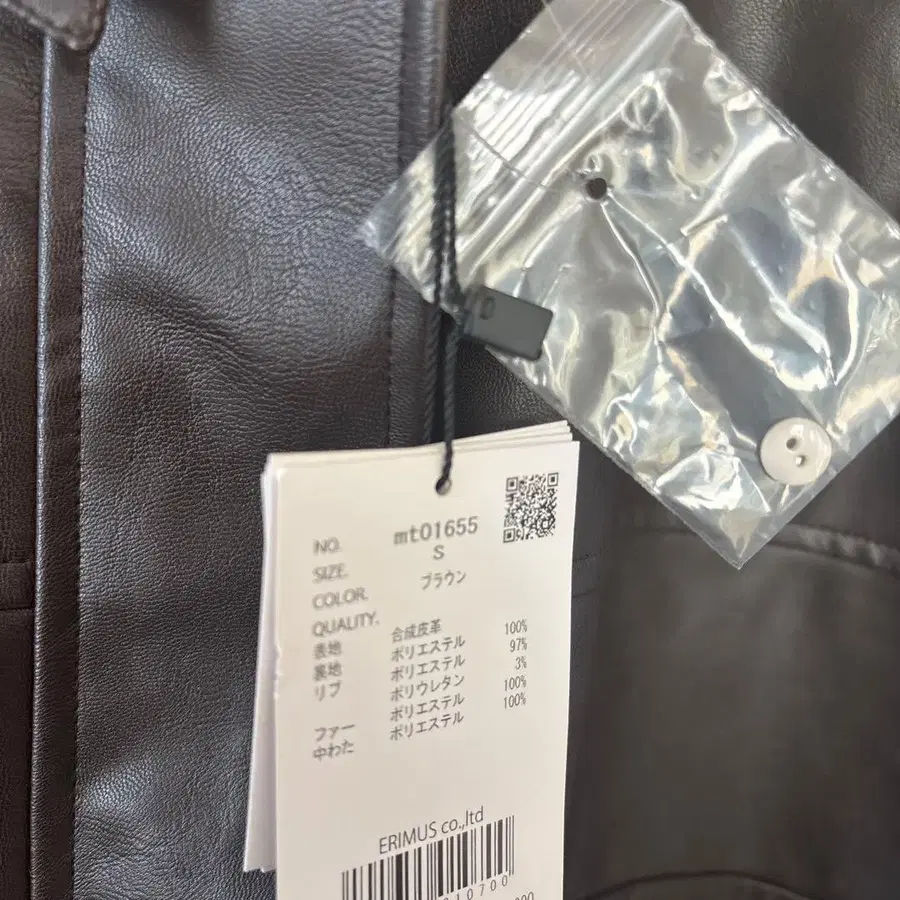 NO. mt01655
SIZE. S
COLOR. ブラウン
QUALITY.
表地 合成皮革 100%
裏地 ポリエステル 97%
リブ ポリエステル 3%
ポリウレタン 100%
ファー ポリエステル 100%
中わた ポリエステル
ERIMUS co.,ltd
10700